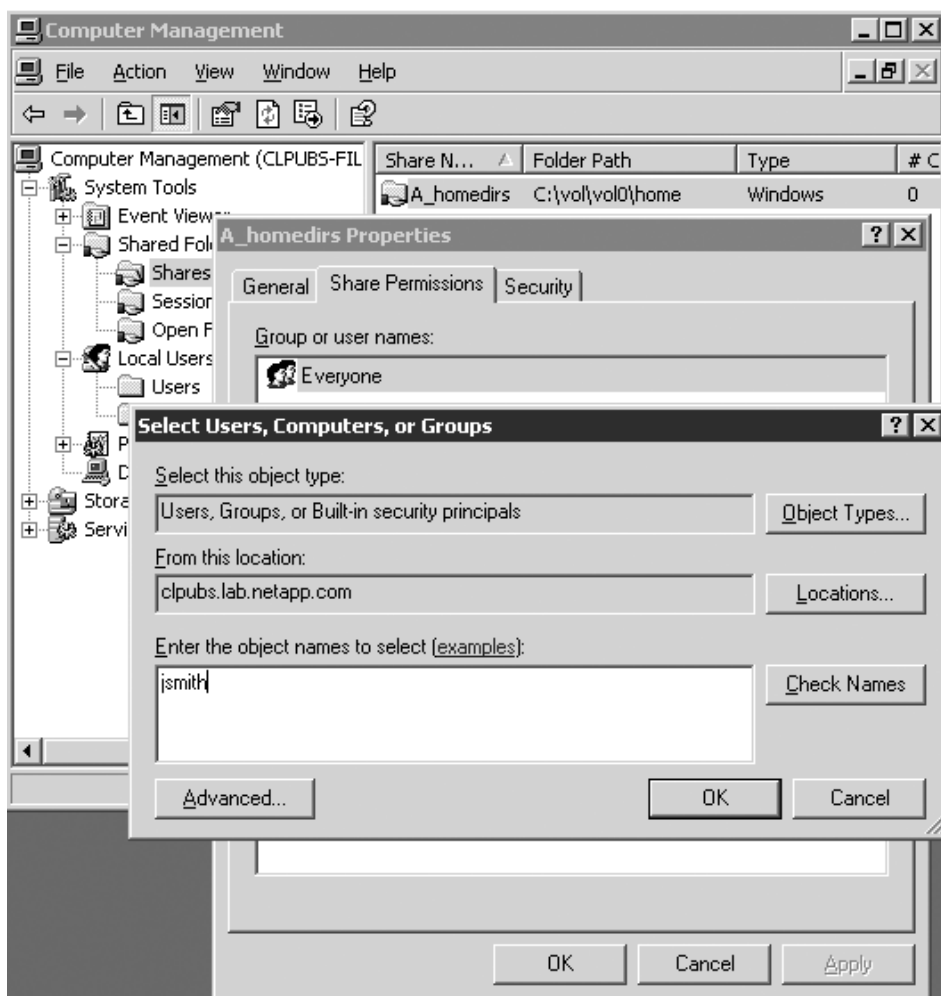 Computer Management
File Action View Window Help
Computer Management (CLPUBS-FIL
System Tools
Event Viewer
Shared Fol
Shares
Session
Open F
Local Users
Users
P
D
Stora
Servi
Share N... Folder Path Type # C
A_homedirs C:\vol\vol0\home Windows 0
A_homedirs Properties
General Share Permissions Security
Group or user names:
Everyone
Select Users, Computers, or Groups
Select this object type:
Users, Groups, or Built-in security principals Object Types...
From this location:
clpubs.lab.netapp.com Locations...
Enter the object names to select (examples):
jsmith Check Names
Advanced... OK Cancel
OK Cancel Apply